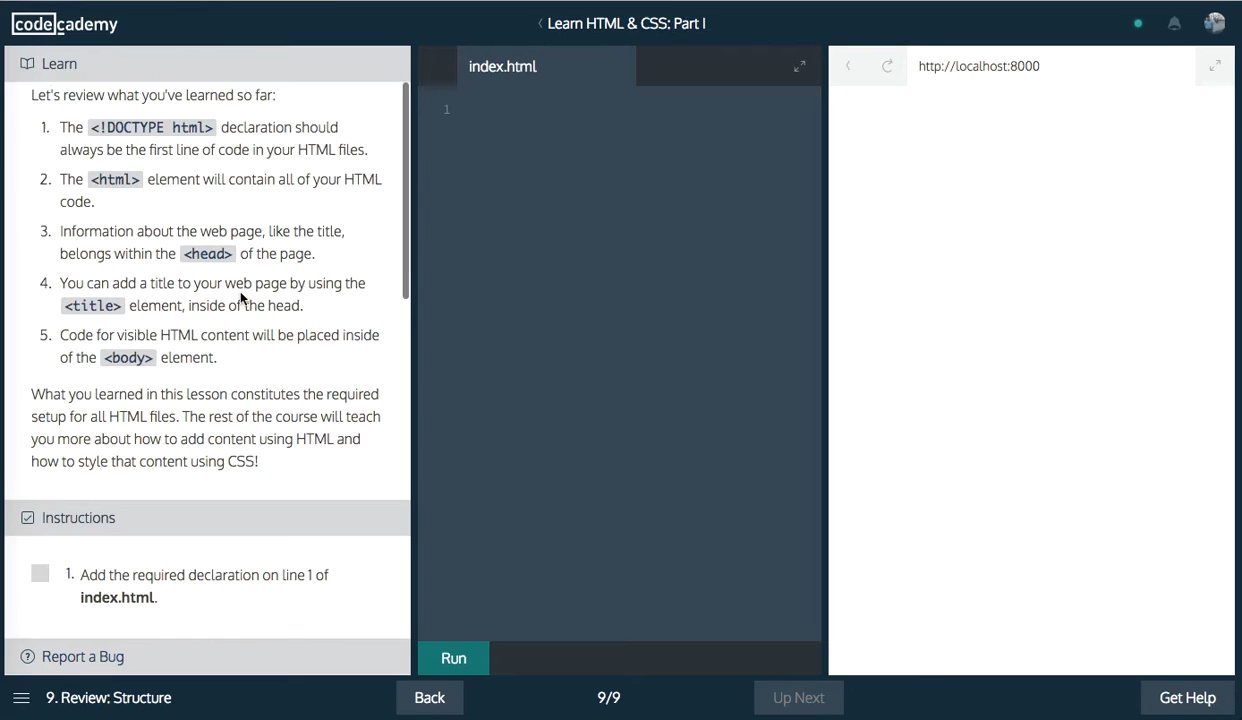 codecademy
Learn HTML & CSS: Part I
Learn
Let's review what you've learned so far:
1. The <!DOCTYPE html> declaration should
always be the first line of code in your HTML files.
2. The <html> element will contain all of your HTML
code.
3. Information about the web page, like the title,
belongs within the <head> of the page.
4. You can add a title to your web page by using the
<title> element, inside of the head.
5. Code for visible HTML content will be placed inside
of the <body> element.
What you learned in this lesson constitutes the required
setup for all HTML files. The rest of the course will teach
you more about how to add content using HTML and
how to style that content using CSS!
Instructions
1. Add the required declaration on line 1 of
index.html.
Report a Bug
index.html
1
Run
http://localhost:8000
9. Review: Structure
Back
9/9
Up Next
Get Help